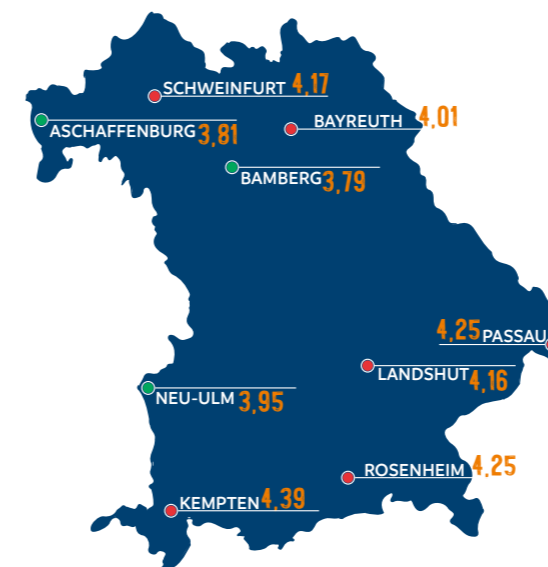 SCHWEINFURT 4,17
ASCHAFFENBURG 3,81
BAYREUTH 4,01
BAMBERG 3,79
4,25 PASSAU
LANDSHUT 4,16
NEU-ULM 3,95
ROSENHEIM 4,25
KEMPTEN 4,39